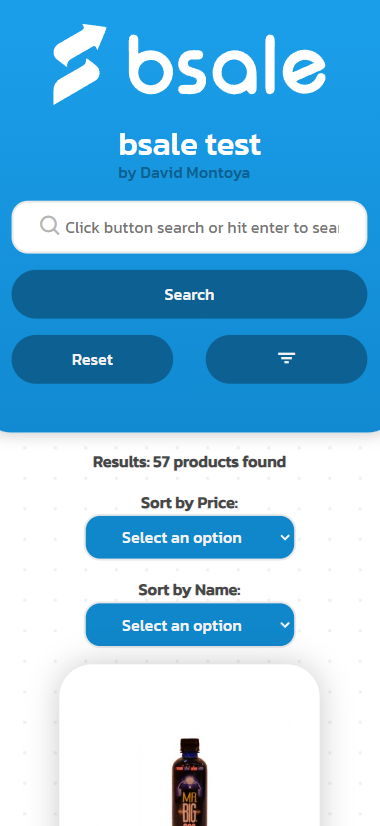 bsale
bsale test
by David Montoya
Click button search or hit enter to sear
Search
Reset
Results: 57 products found
Sort by Price:
Select an option
Sort by Name:
Select an option
MR.
BIG